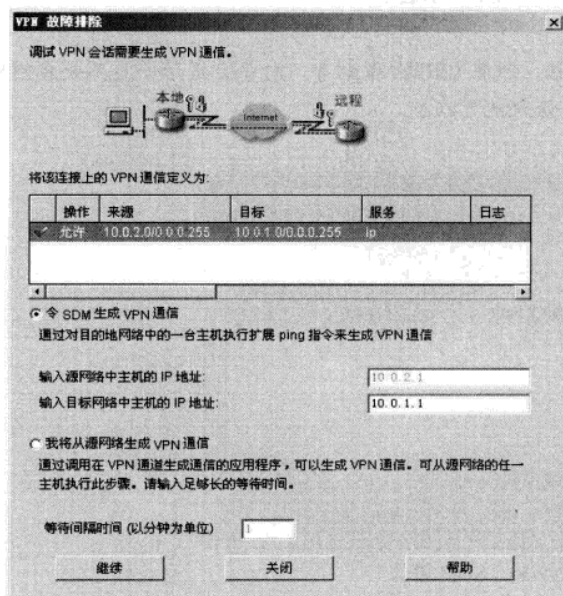 VPN 故障排除
调试 VPN 会话需要生成 VPN 通信。
本地
Internet
远程
将该连接上的 VPN 通信定义为:
操作 来源 目标 服务 日志
允许 10.0.2.0/0.0.0.255 10.0.1.0/0.0.0.255 ip
令 SDM 生成 VPN 通信
通过对目的地网络中的一台主机执行扩展 ping 指令来生成 VPN 通信
输入源网络中主机的 IP 地址: 10.0.2.1
输入目标网络中主机的 IP 地址: 10.0.1.1
我将从源网络生成 VPN 通信
通过调用在 VPN 通道生成通信的应用程序，可以生成 VPN 通信。可从源网络的任一
主机执行此步骤。请输入足够长的等待时间。
等待间隔时间 (以分钟为单位) 1
继续 关闭 帮助